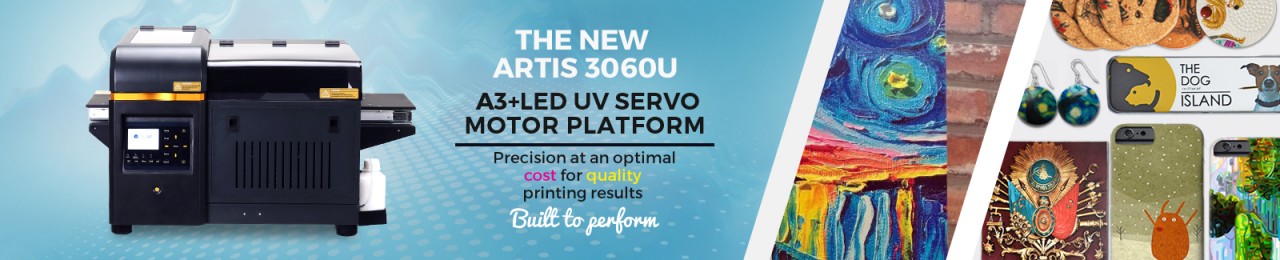 THE NEW
ARTIS 3060U
A3+LED UV SERVO
MOTOR PLATFORM
Precision at an optimal
cost for quality
printing results
Built to perform
THE
DOG
ISLAND